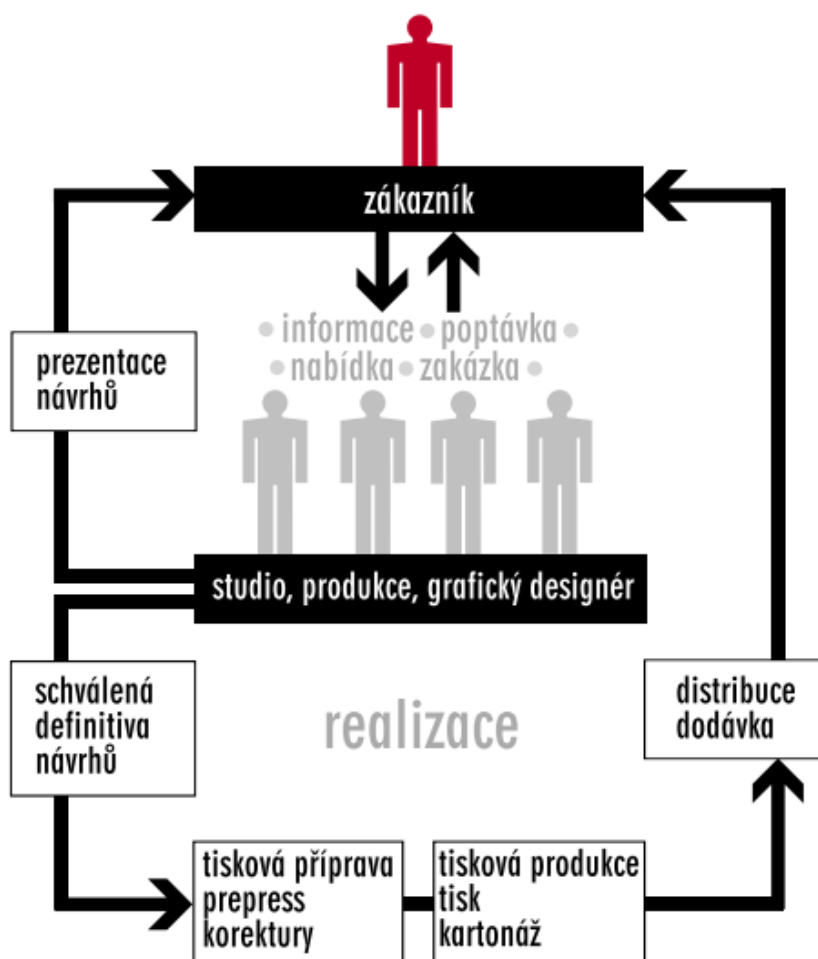 zákazník
• informace • poptávka •
• nabídka • zakázka •
prezentace
návrhů
studio, produkce, grafický designér
schválená
definitiva
návrhů
realizace
distribuce
dodávka
tisková příprava
prepress
korektury
tisková produkce
tisk
kartonáž